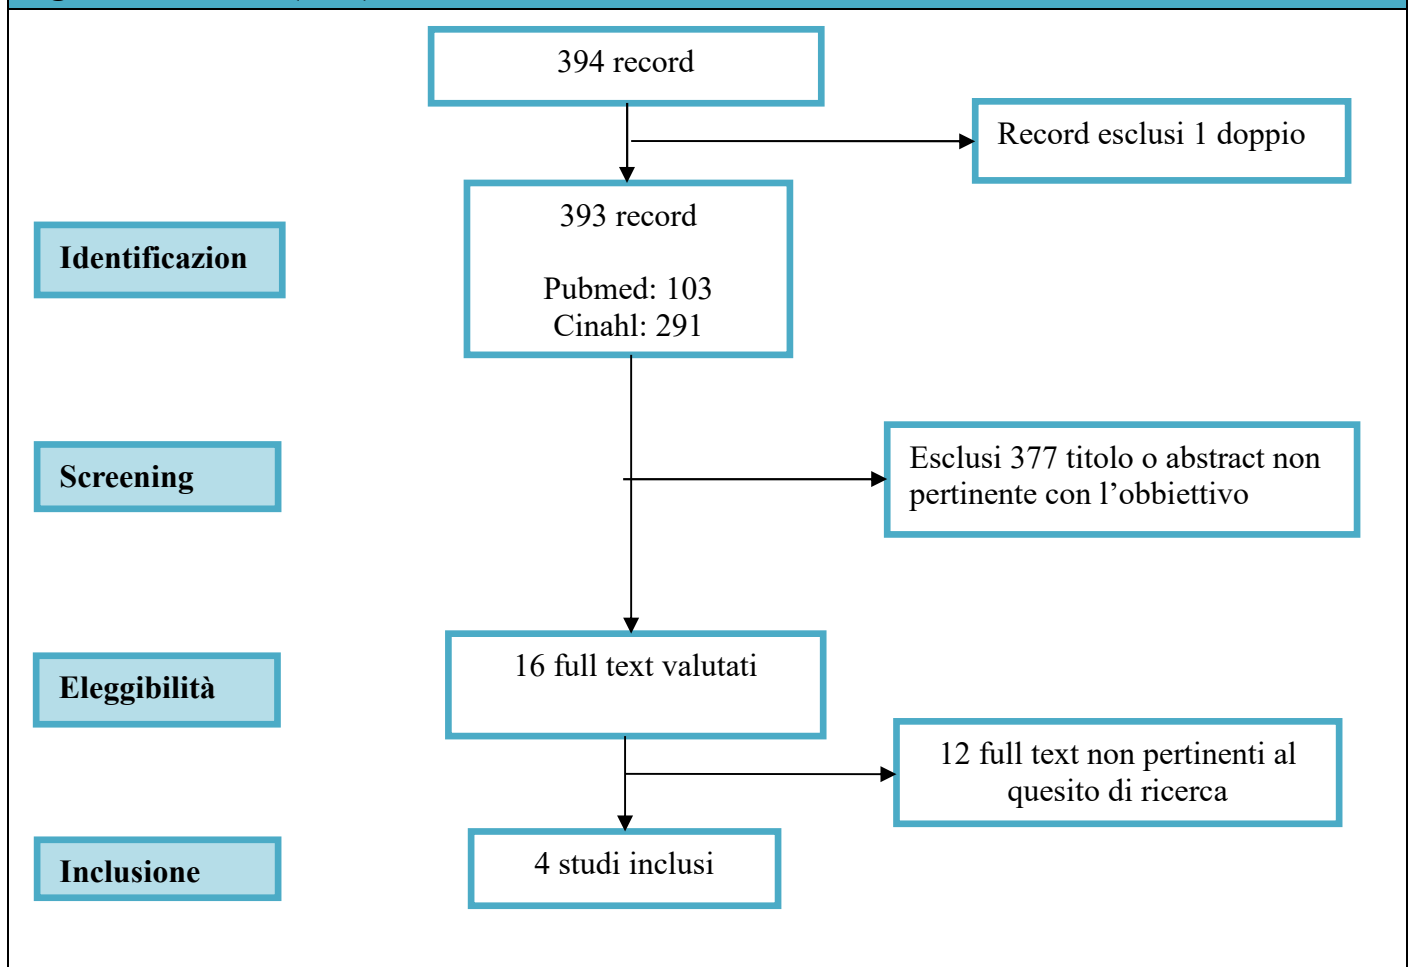 394 record
Record esclusi 1 doppio
393 record
Pubmed: 103
Cinahl: 291
Identificazion
Esclusi 377 titolo o abstract non
pertinente con l’obbiettivo
Screening
16 full text valutati
Eleggibilità
12 full text non pertinenti al
quesito di ricerca
4 studi inclusi
Inclusione